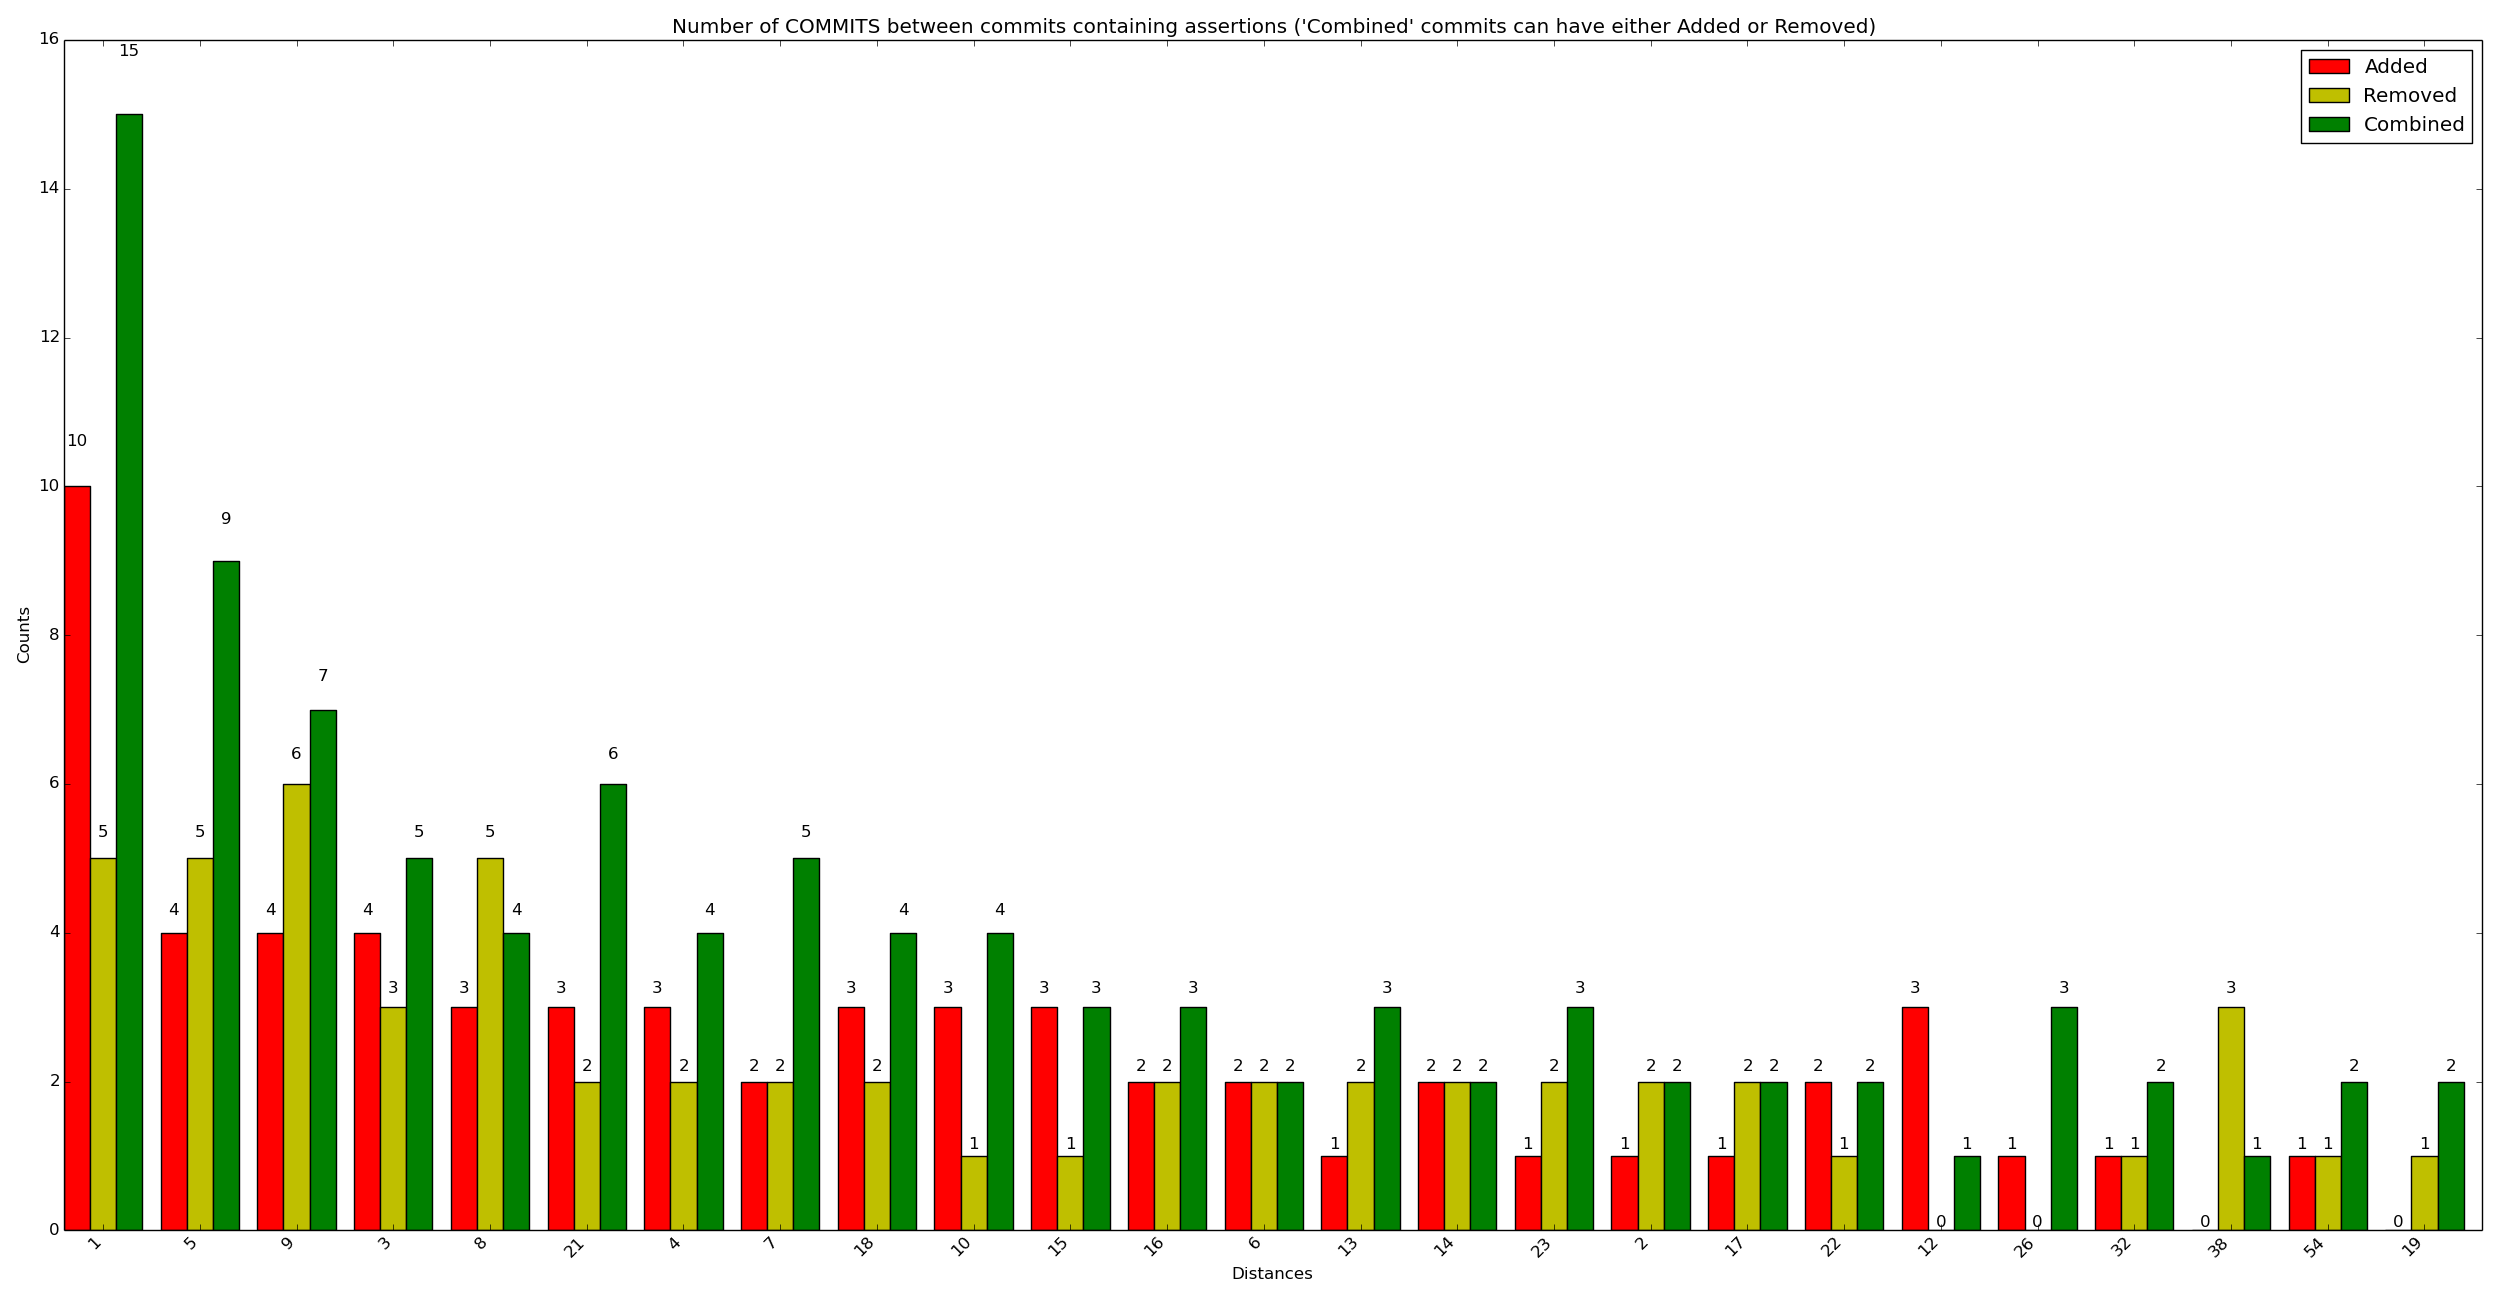 Number of COMMITS between commits containing assertions ('Combined' commits can have either Added or Removed)
Added
Removed
Combined
Counts
16
14
12
10
8
6
4
2
0
10 5 15
4 5 9
4 6 7
4 3 5
3 5 4
3 2 6
3 2 4
2 2 5
3 2 4
3 1 4
3 1 3
2 2 3
2 2 2
1 2 3
2 2 2
1 2 3
1 2 2
1 2 2
2 1 2
3 0 1
1 0 3
1 1 2
0 3 1
1 1 2
0 1 2
1 5 9 3 8 21 4 7 18 10 15 16 6 13 14 23 2 17 22 12 26 32 38 54 19
Distances